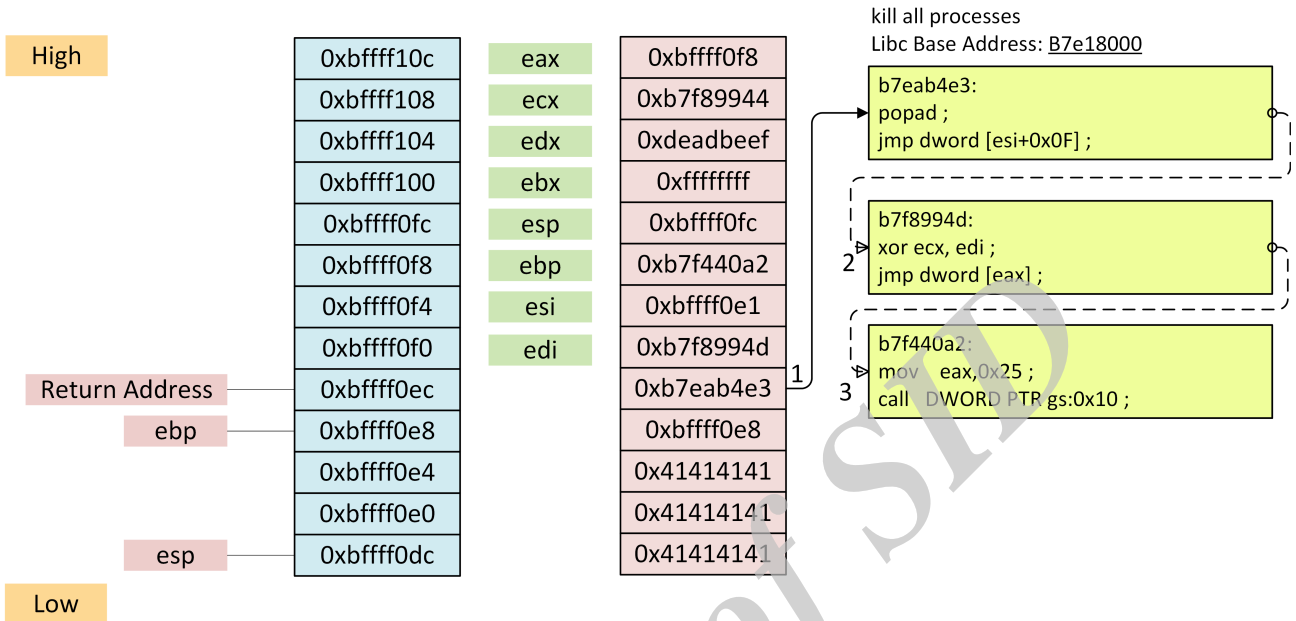 kill all processes
Libc Base Address: B7e18000
High
0xbffff10c eax 0xbffff0f8
0xbffff108 ecx 0xb7f89944
0xbffff104 edx 0xdeadbeef
0xbffff100 ebx 0xffffffff
0xbffff0fc esp 0xbffff0fc
0xbffff0f8 ebp 0xb7f440a2
0xbffff0f4 esi 0xbffff0e1
0xbffff0f0 edi 0xb7f8994d
Return Address 0xbffff0ec 0xb7eab4e3 1
ebp 0xbffff0e8 0xbffff0e8
0xbffff0e4 0x41414141
0xbffff0e0 0x41414141
esp 0xbffff0dc 0x41414141
Low
b7eab4e3:
popad ;
jmp dword [esi+0x0F] ;
2
b7f8994d:
xor ecx, edi ;
jmp dword [eax] ;
3
b7f440a2:
mov eax,0x25 ;
call DWORD PTR gs:0x10 ;
of SID